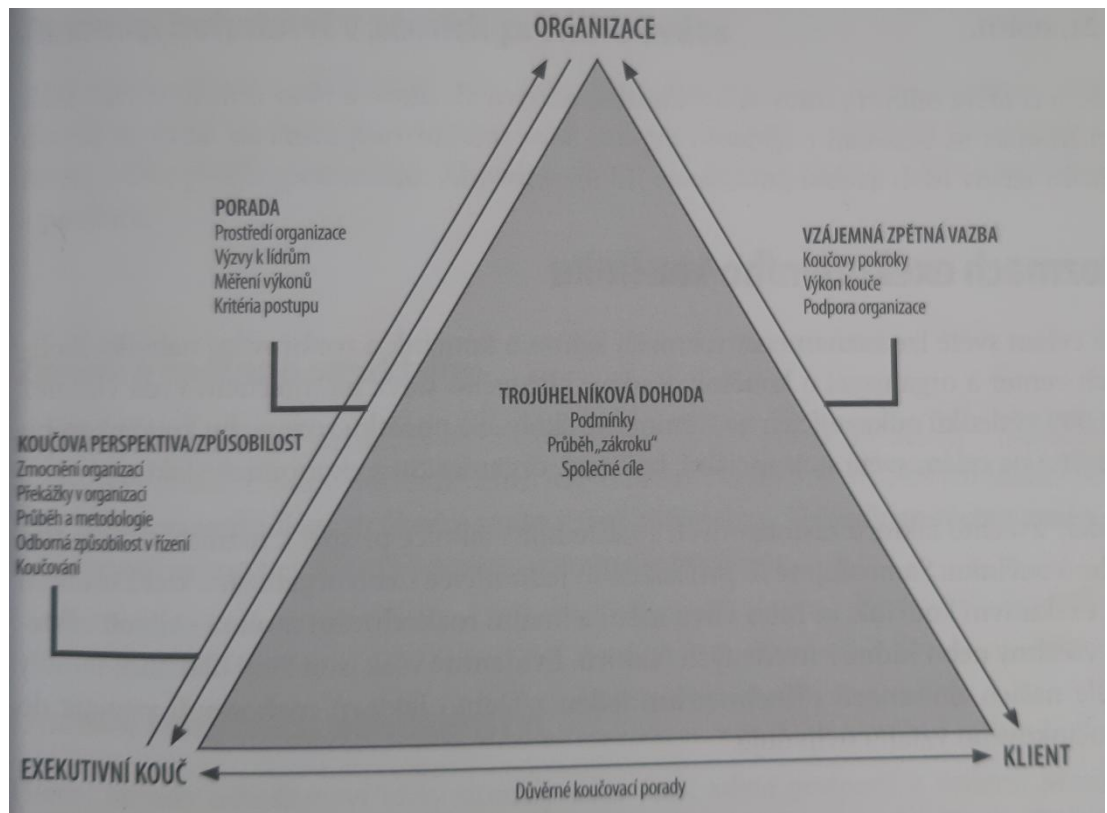 ORGANIZACE
PORADA
Prostředí organizace
Výzvy k lídrům
Měření výkonů
Kritéria postupu
VZÁJEMNÁ ZPĚTNÁ VAZBA
Koučovy pokroky
Výkon kouče
Podpora organizace
TROJÚHELNÍKOVÁ DOHODA
Podmínky
Průběh „zákroku“
Společné cíle
KOUČOVA PERSPEKTIVA/ZPŮSOBILOST
Zmocnění organizací
Překážky v organizaci
Průběh a metodologie
Odborná způsobilost v řízení
Koučování
EXEKUTIVNÍ KOUČ
KLIENT
Důvěrné koučovací porady